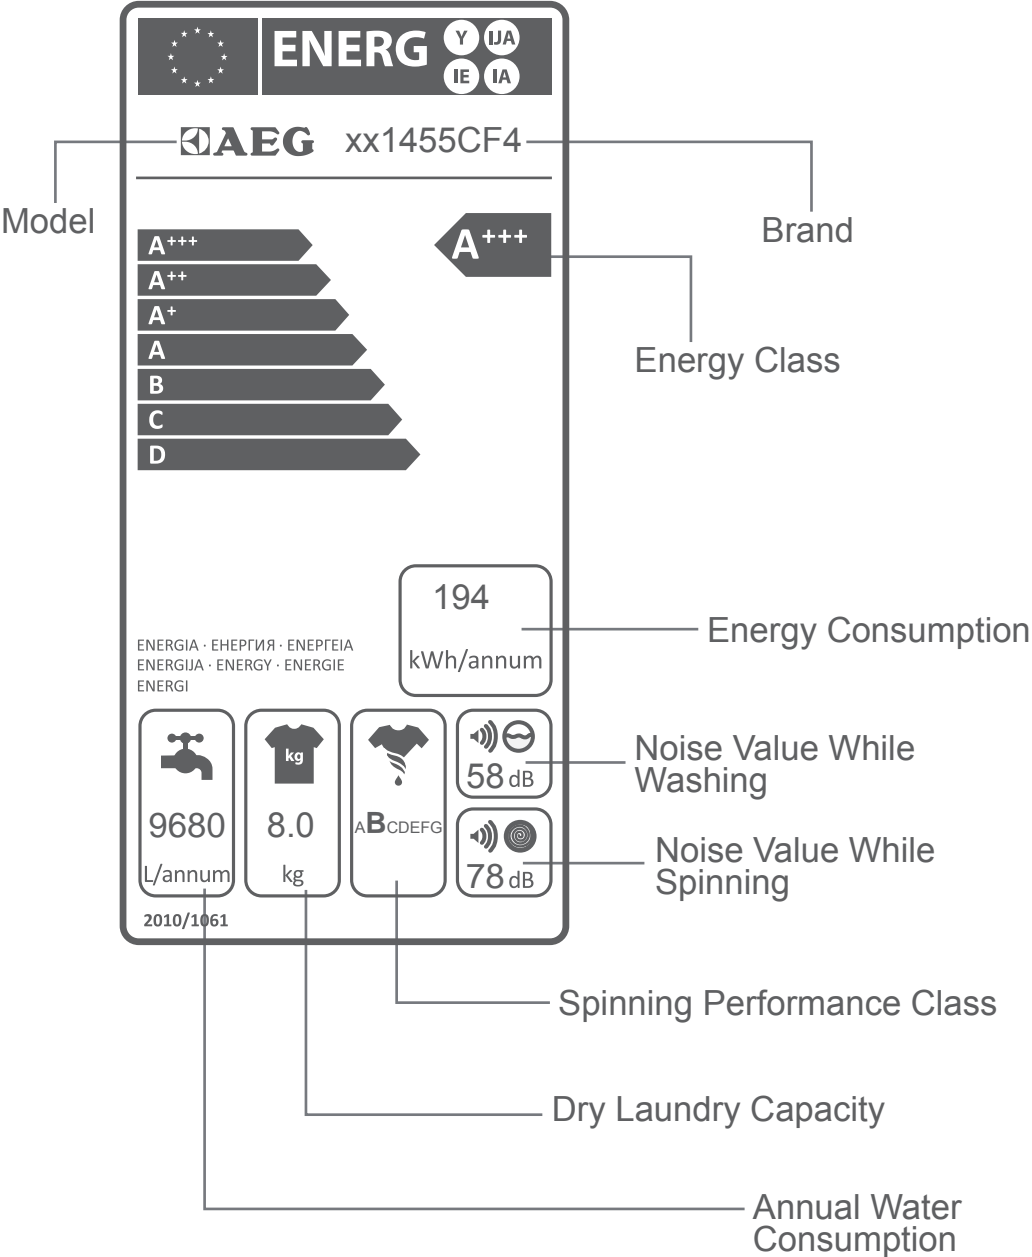 ENERG Y IJA
IE IA
AEG xx1455CF4
Model
Brand
A+++
A+++
A++
A+
A
B
C
D
Energy Class
194
kWh/annum
Energy Consumption
ENERGIA · ЕНЕРГИЯ · ΕΝΕΡΓΕΙΑ
ENERGIJA · ENERGY · ENERGIE
ENERGI
kg
9680
L/annum
8.0
kg
ABCDEFG
58 dB
78 dB
Noise Value While
Washing
Noise Value While
Spinning
2010/1061
Spinning Performance Class
Dry Laundry Capacity
Annual Water
Consumption